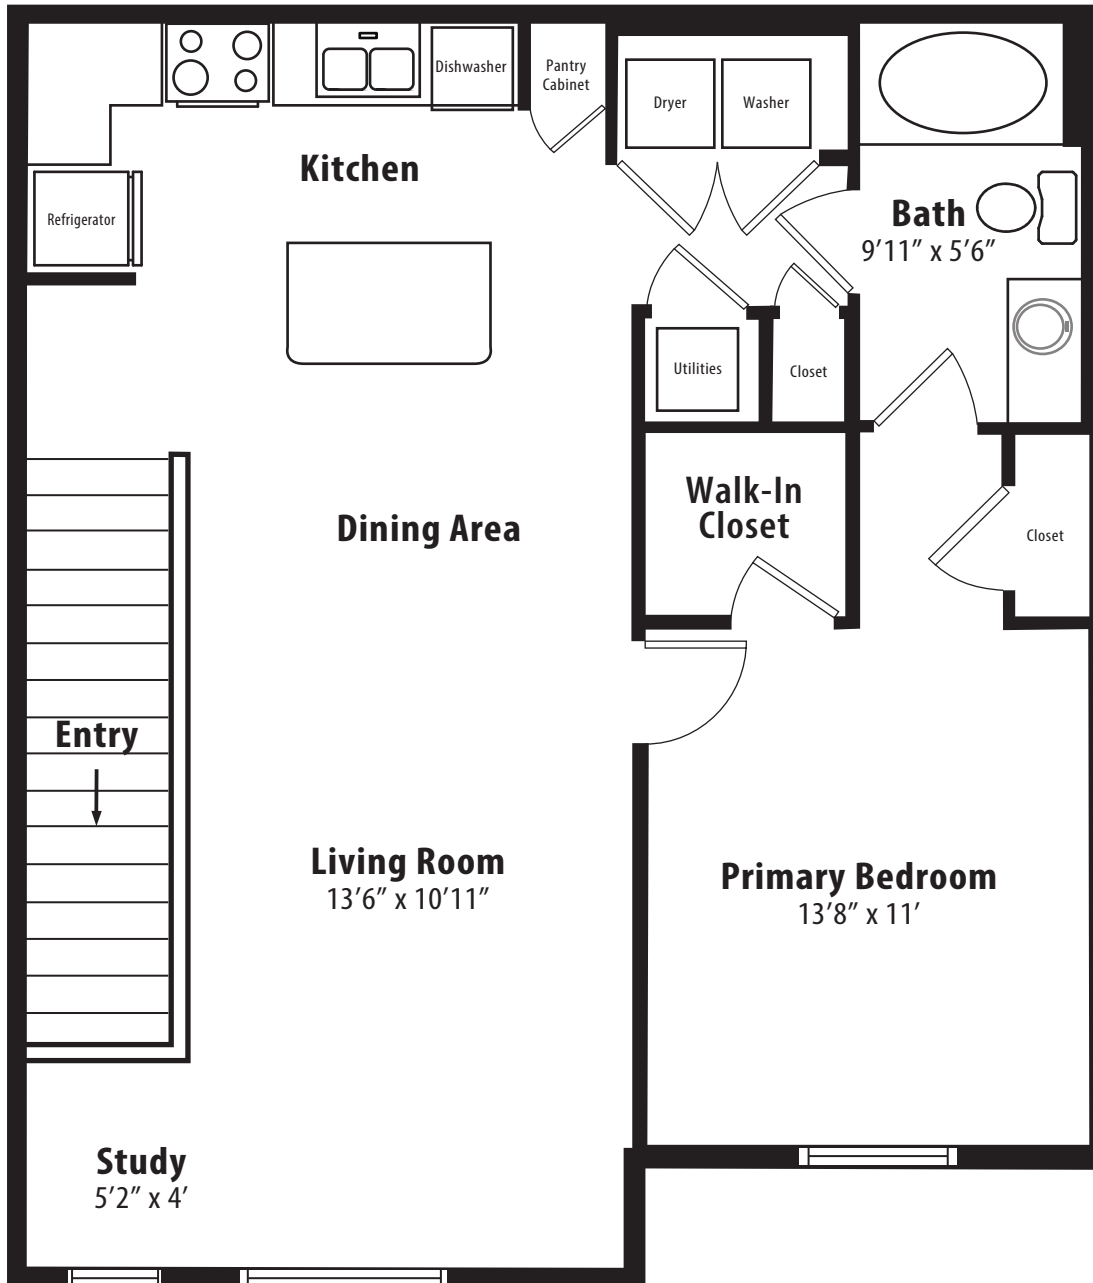 Dishwasher
Pantry
Cabinet
Dryer
Washer
Kitchen
Refrigerator
Bath
9’11” x 5’6”
Utilities
Closet
Walk-In
Closet
Dining Area
Closet
Entry
Living Room
13’6” x 10’11”
Primary Bedroom
13’8” x 11’
Study
5’2” x 4’